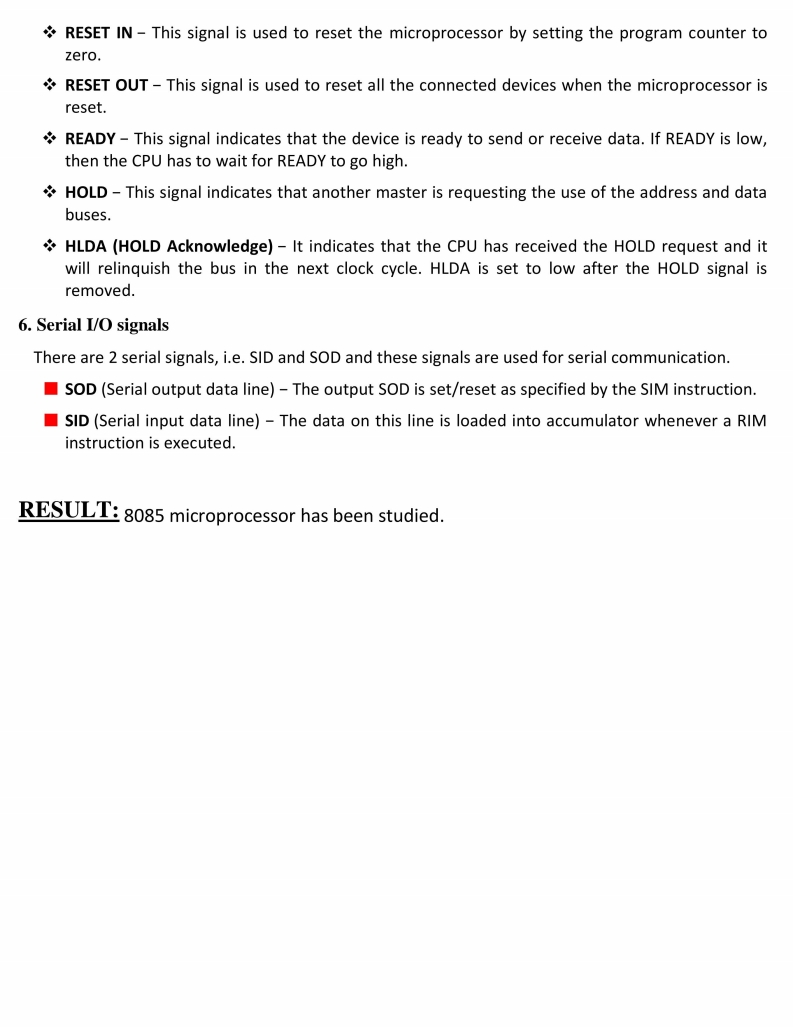 ❖ RESET IN − This signal is used to reset the microprocessor by setting the program counter to
zero.
❖ RESET OUT − This signal is used to reset all the connected devices when the microprocessor is
reset.
❖ READY − This signal indicates that the device is ready to send or receive data. If READY is low,
then the CPU has to wait for READY to go high.
❖ HOLD − This signal indicates that another master is requesting the use of the address and data
buses.
❖ HLDA (HOLD Acknowledge) − It indicates that the CPU has received the HOLD request and it
will relinquish the bus in the next clock cycle. HLDA is set to low after the HOLD signal is
removed.
6. Serial I/O signals
There are 2 serial signals, i.e. SID and SOD and these signals are used for serial communication.
■ SOD (Serial output data line) − The output SOD is set/reset as specified by the SIM instruction.
■ SID (Serial input data line) − The data on this line is loaded into accumulator whenever a RIM
instruction is executed.
RESULT: 8085 microprocessor has been studied.